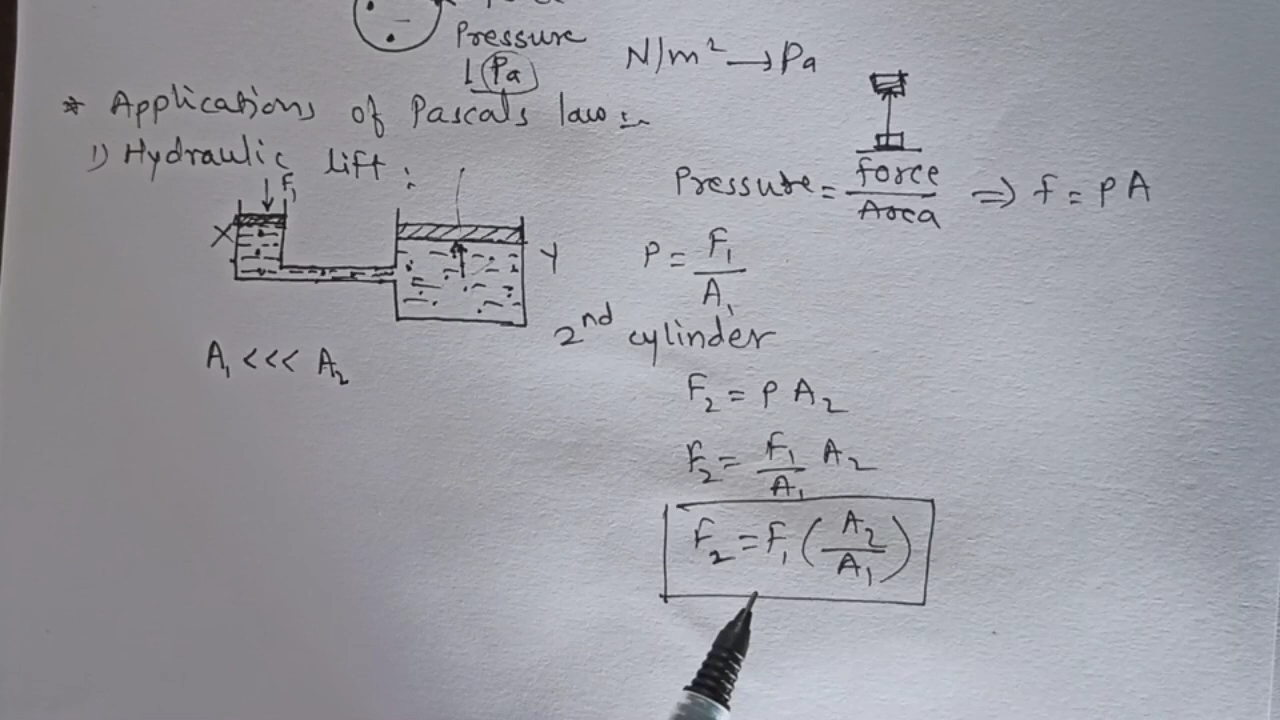 Pressure
1 Pa
N/m² → Pa
* Applications of Pascals law :-
1) Hydraulic lift :
F₁
X
Y
A₁ <<< A₂
Pressure = force / Area ⇒ f = PA
P = F₁ / A₁
2nd cylinder
F₂ = P A₂
F₂ = F₁ / A₁ A₂
F₂ = F₁ ( A₂ / A₁ )